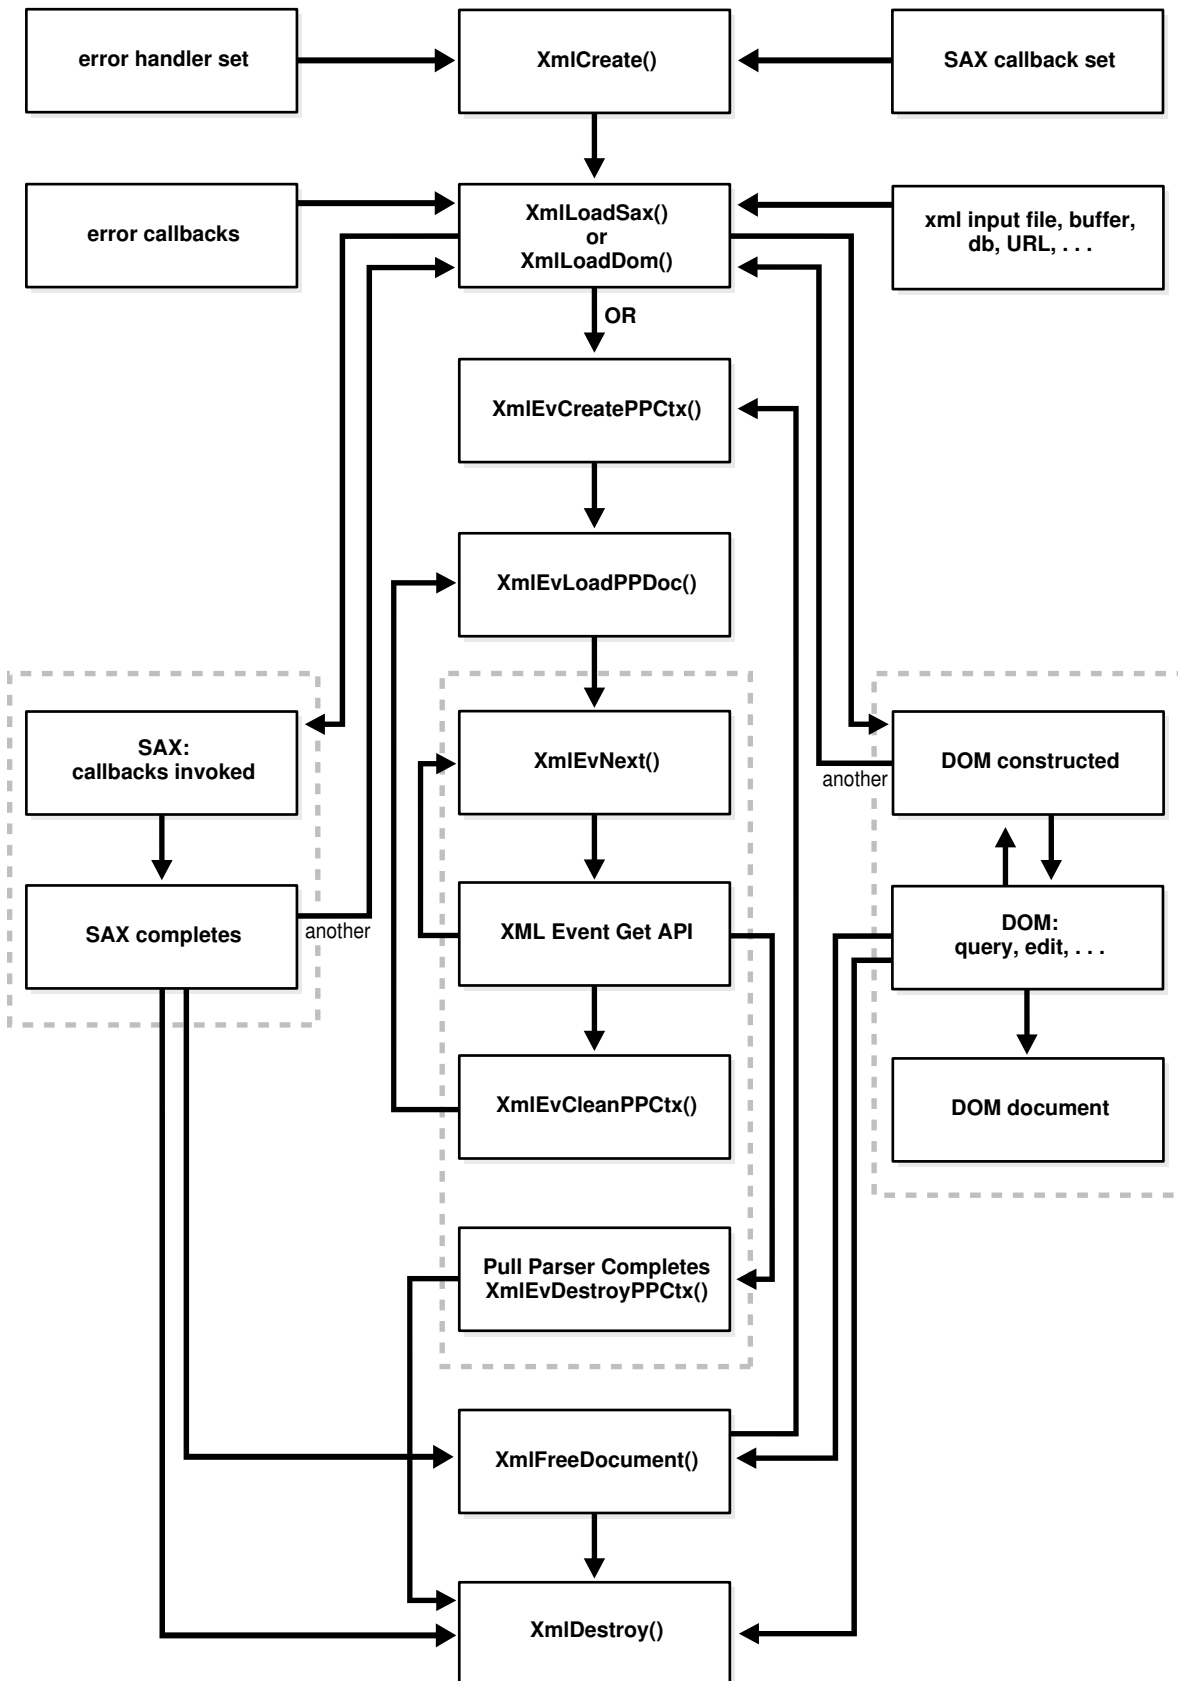 error handler set
XmlCreate()
SAX callback set
error callbacks
XmlLoadSax()
or
XmlLoadDom()
xml input file, buffer,
db, URL, . . .
OR
XmlEvCreatePPCtx()
XmlEvLoadPPDoc()
SAX:
callbacks invoked
XmlEvNext()
another
DOM constructed
SAX completes
another
XML Event Get API
DOM:
query, edit, . . .
XmlEvCleanPPCtx()
DOM document
Pull Parser Completes
XmlEvDestroyPPCtx()
XmlFreeDocument()
XmlDestroy()